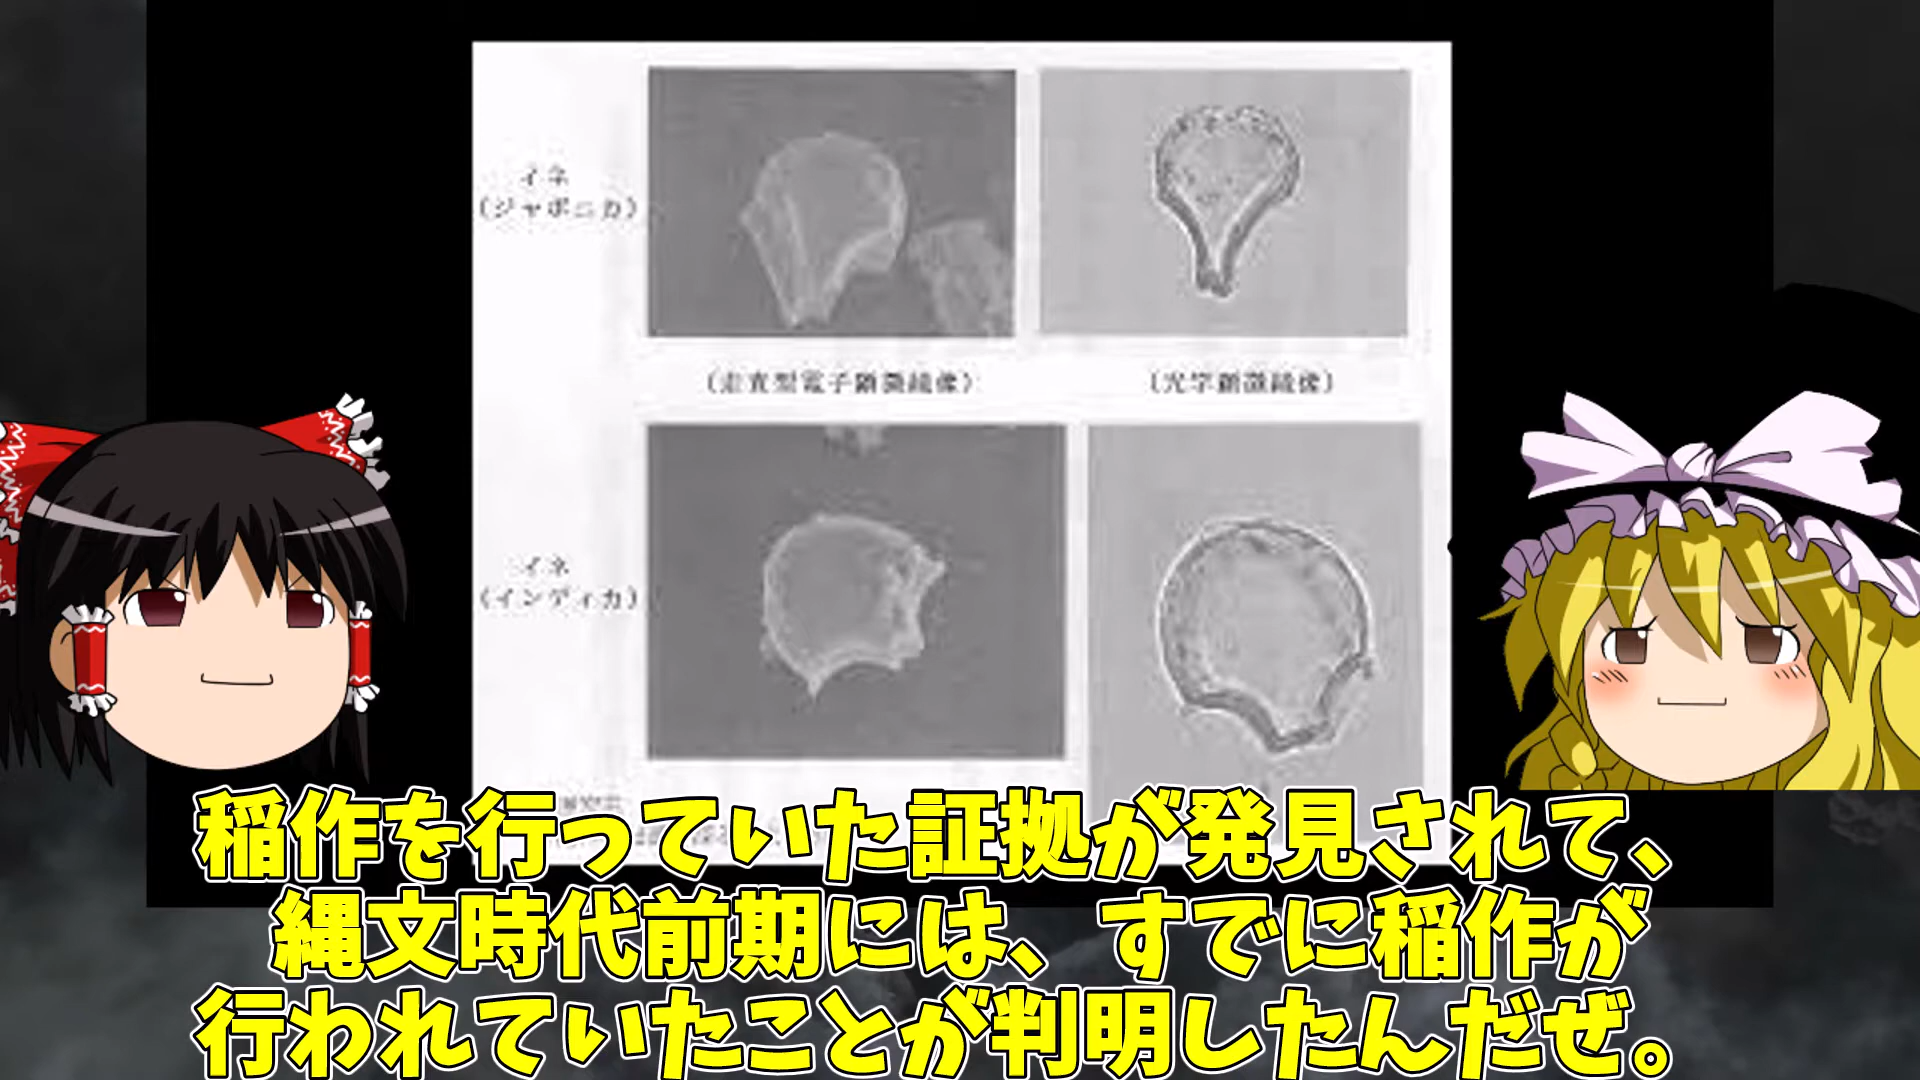 イネ
（ジャポニカ）
（走査型電子顕微鏡像）
（光学顕微鏡像）
イネ
（インディカ）
稲作を行っていた証拠が発見されて、
縄文時代前期には、すでに稲作が
行われていたことが判明したんだぜ。